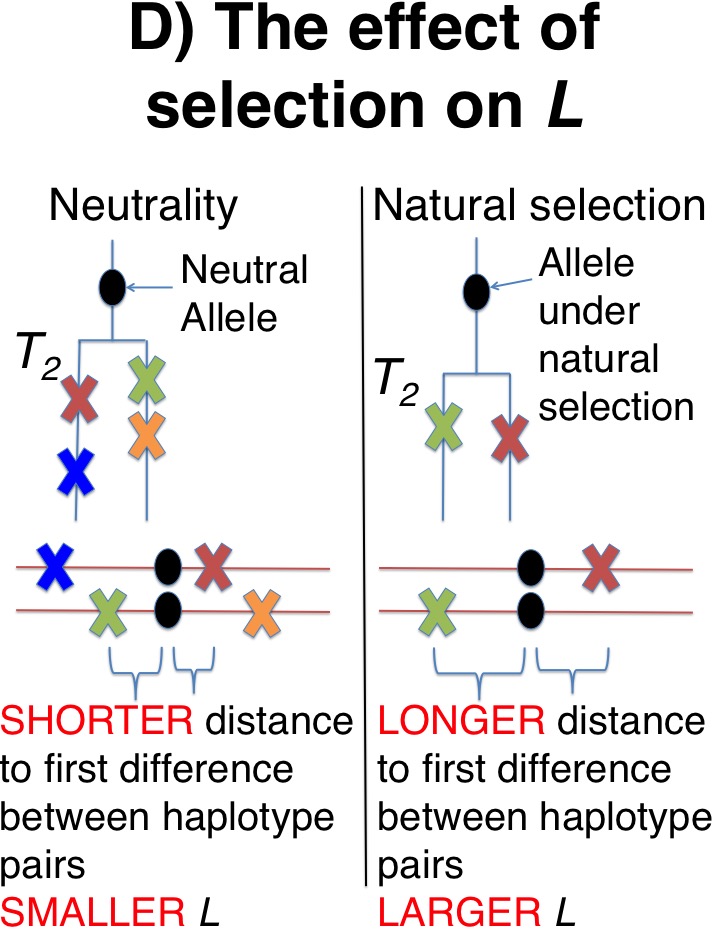 D) The effect of
selection on L
Neutrality
Neutral
Allele
T2
SHORTER distance
to first difference
between haplotype
pairs
SMALLER L
Natural selection
Allele
under
natural
selection
T2
LONGER distance
to first difference
between haplotype
pairs
LARGER L